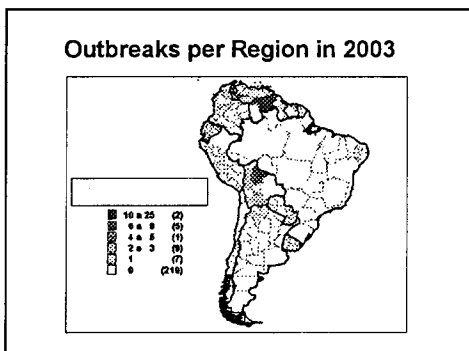 Outbreaks per Region in 2003
10 a 25 (2)
6 a 9 (5)
4 a 5 (1)
2 a 3 (9)
1 (7)
0 (219)